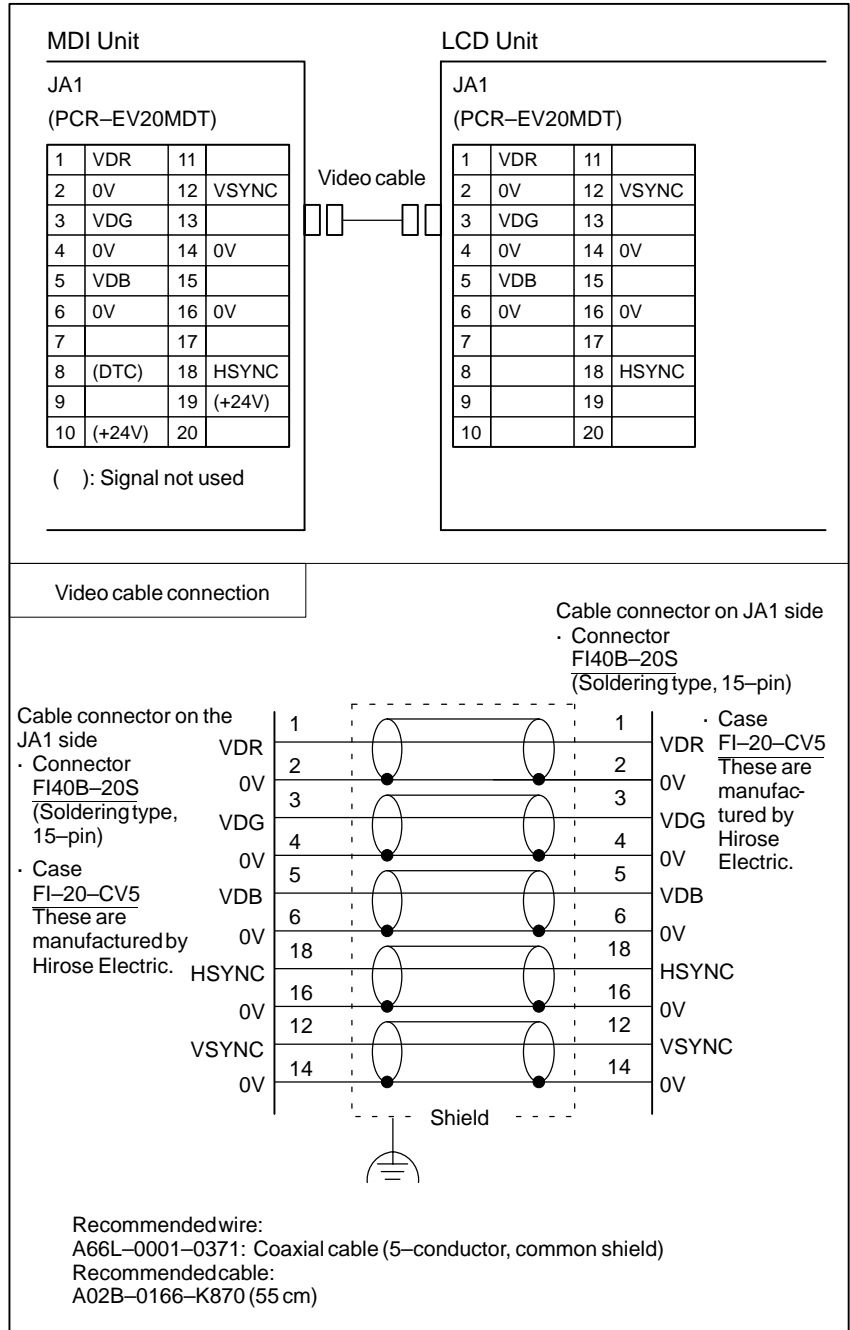 MDI Unit
JA1
(PCR–EV20MDT)
1 VDR 11
2 0V 12 VSYNC
3 VDG 13
4 0V 14 0V
5 VDB 15
6 0V 16 0V
7 17
8 (DTC) 18 HSYNC
9 19 (+24V)
10 (+24V) 20
( ): Signal not used
Video cable
LCD Unit
JA1
(PCR–EV20MDT)
1 VDR 11
2 0V 12 VSYNC
3 VDG 13
4 0V 14 0V
5 VDB 15
6 0V 16 0V
7 17
8 18 HSYNC
9 19
10 20
Video cable connection
Cable connector on the
JA1 side
· Connector
FI40B–20S
(Soldering type,
15–pin)
· Case
FI–20–CV5
These are
manufactured by
Hirose Electric.
Cable connector on JA1 side
· Connector
FI40B–20S
(Soldering type, 15–pin)
· Case
FI–20–CV5
These are
manufac-
tured by
Hirose
Electric.
VDR 1 1 VDR
0V 2 2 0V
VDG 3 3 VDG
0V 4 4 0V
VDB 5 5 VDB
0V 6 6 0V
HSYNC 18 18 HSYNC
0V 16 16 0V
VSYNC 12 12 VSYNC
0V 14 14 0V
Shield
Recommended wire:
A66L–0001–0371: Coaxial cable (5–conductor, common shield)
Recommended cable:
A02B–0166–K870 (55 cm)